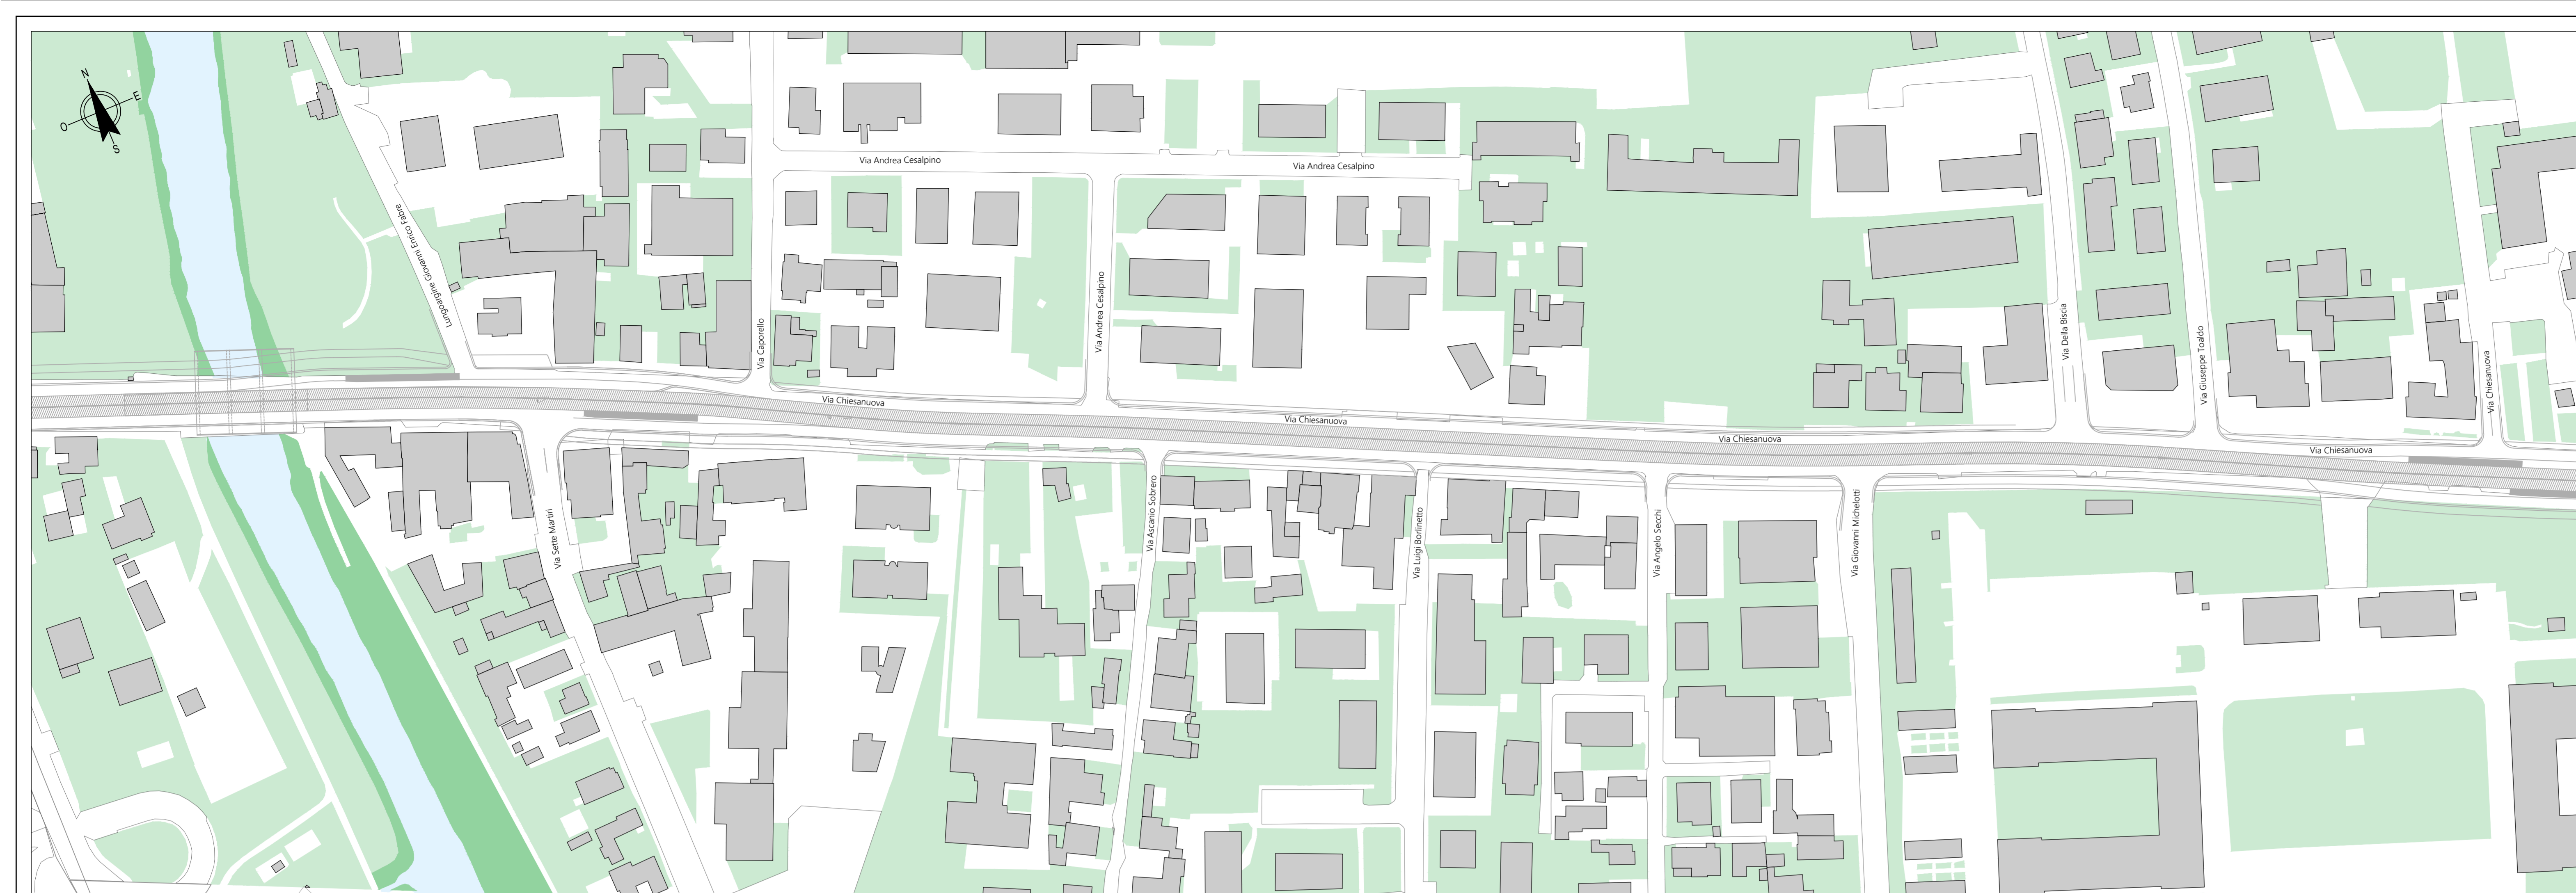 N
E
O
S
Via Andrea Cesalpino
Via Andrea Cesalpino
Lungoargine Giovanni Enrico Fabre
Via Caporello
Via Andrea Cesalpino
Via Della Biscia
Via Giuseppe Toaldo
Via Chiesanuova
Via Chiesanuova
Via Chiesanuova
Via Chiesanuova
Via Chiesanuova
Via Sette Martiri
Via Ascanio Sobrero
Via Luigi Borlinetto
Via Angelo Secchi
Via Giovanni Michelotti